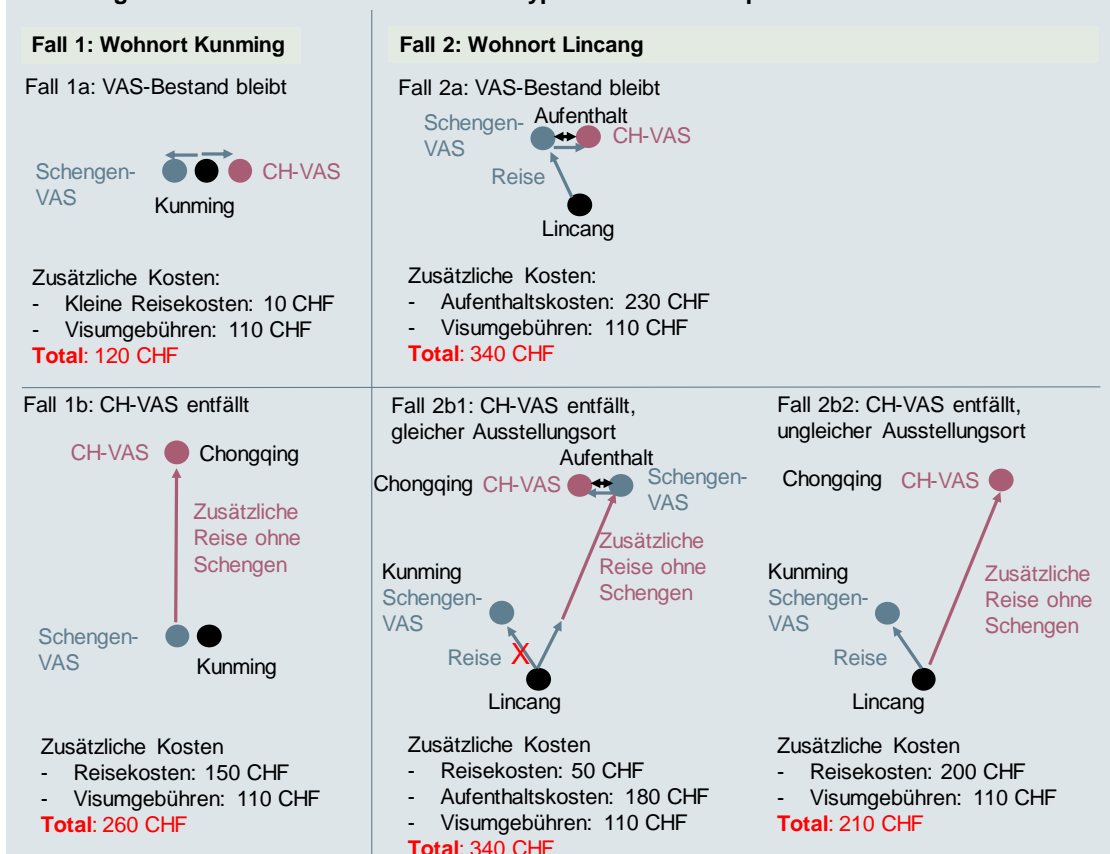 Fall 1: Wohnort Kunming
Fall 1a: VAS-Bestand bleibt
Schengen-
VAS
CH-VAS
Kunming
Zusätzliche Kosten:
- Kleine Reisekosten: 10 CHF
- Visumgebühren: 110 CHF
Total: 120 CHF
Fall 2: Wohnort Lincang
Fall 2a: VAS-Bestand bleibt
Aufenthalt
Schengen-
VAS
CH-VAS
Reise
Lincang
Zusätzliche Kosten:
- Aufenthaltskosten: 230 CHF
- Visumgebühren: 110 CHF
Total: 340 CHF
Fall 1b: CH-VAS entfällt
CH-VAS Chongqing
Zusätzliche
Reise ohne
Schengen
Schengen-
VAS
Kunming
Zusätzliche Kosten
- Reisekosten: 150 CHF
- Visumgebühren: 110 CHF
Total: 260 CHF
Fall 2b1: CH-VAS entfällt,
gleicher Ausstellungsort
Aufenthalt
Chongqing CH-VAS
Schengen-
VAS
Zusätzliche
Reise ohne
Schengen
Kunming
Schengen-
VAS
Reise X
Lincang
Zusätzliche Kosten
- Reisekosten: 50 CHF
- Aufenthaltskosten: 180 CHF
- Visumgebühren: 110 CHF
Total: 340 CHF
Fall 2b2: CH-VAS entfällt,
ungleicher Ausstellungsort
Chongqing CH-VAS
Kunming
Schengen-
VAS
Zusätzliche
Reise ohne
Schengen
Reise
Lincang
Zusätzliche Kosten
- Reisekosten: 200 CHF
- Visumgebühren: 110 CHF
Total: 210 CHF